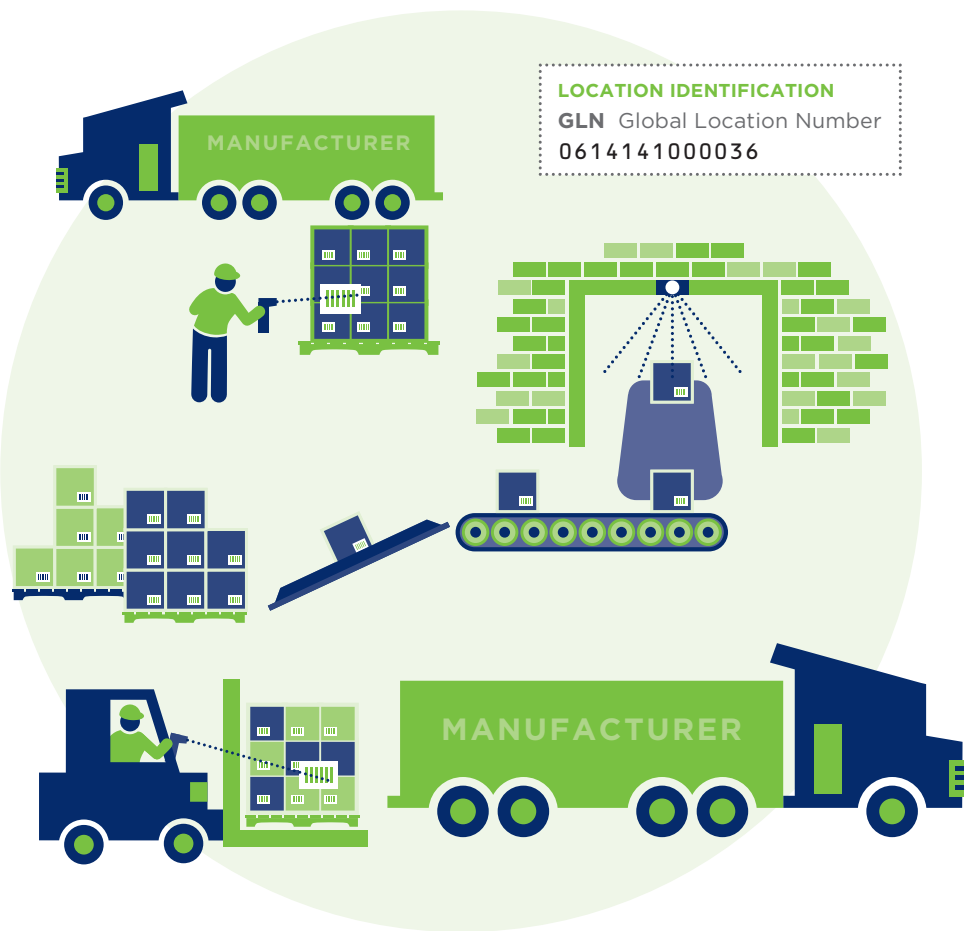 LOCATION IDENTIFICATION
GLN Global Location Number
0614141000036
MANUFACTURER
MANUFACTURER